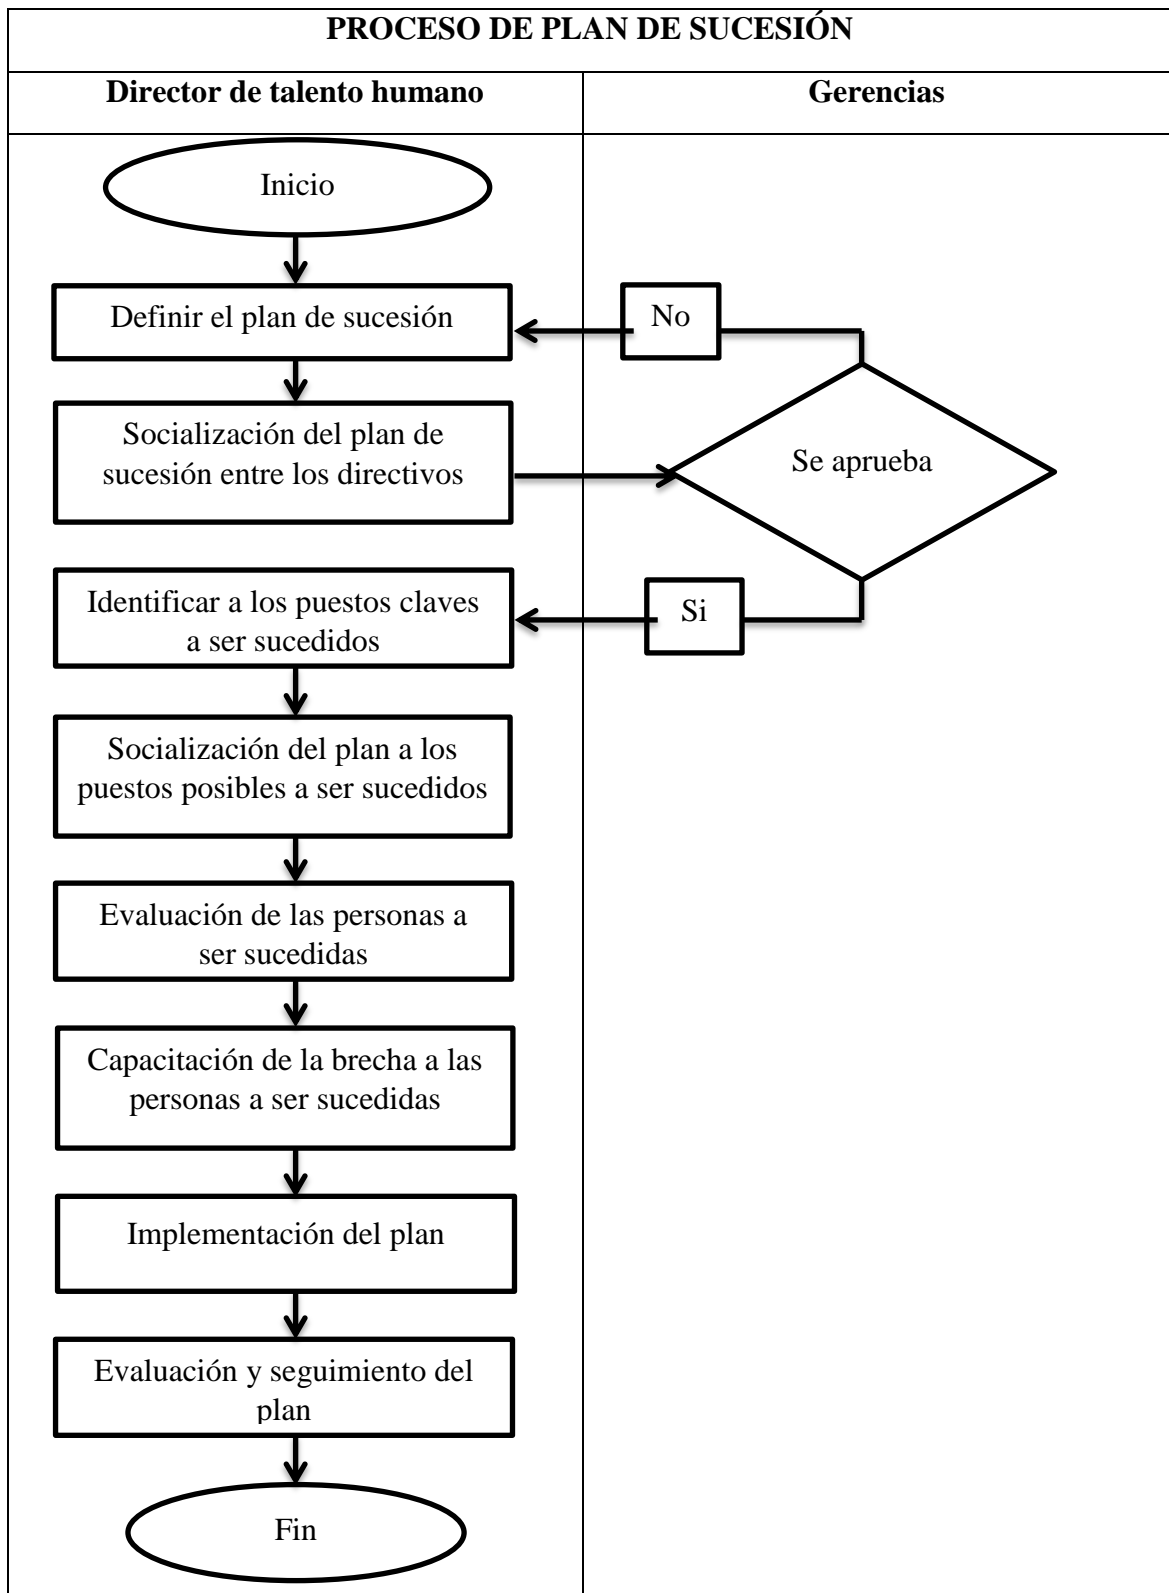 PROCESO DE PLAN DE SUCESIÓN
Director de talento humano
Gerencias
Inicio
Definir el plan de sucesión
No
Socialización del plan de
sucesión entre los directivos
Se aprueba
Identificar a los puestos claves
a ser sucedidos
Si
Socialización del plan a los
puestos posibles a ser sucedidos
Evaluación de las personas a
ser sucedidas
Capacitación de la brecha a las
personas a ser sucedidas
Implementación del plan
Evaluación y seguimiento del
plan
Fin